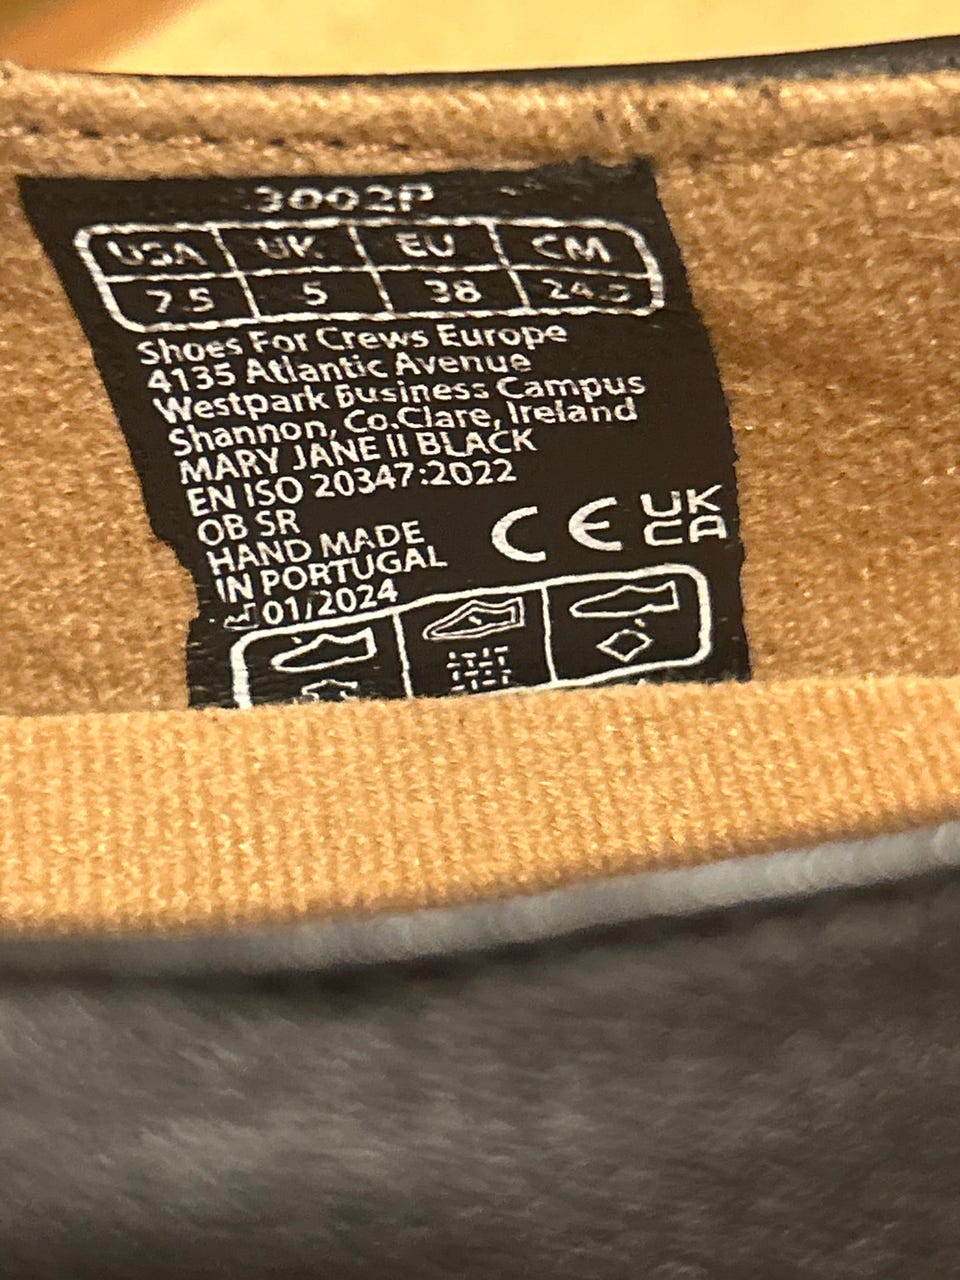 3002P
USA UK EU CM
7.5 5 38 24.5
Shoes For Crews Europe
4135 Atlantic Avenue
Westpark Business Campus
Shannon, Co.Clare, Ireland
MARY JANE II BLACK
EN ISO 20347:2022
OB SR
HAND MADE
IN PORTUGAL
01/2024
CE UK
CA